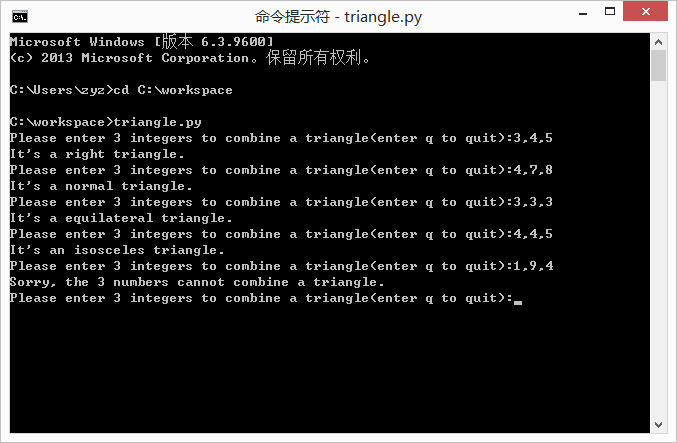 命令提示符 - triangle.py
Microsoft Windows [版本 6.3.9600]
(c) 2013 Microsoft Corporation。保留所有权利。
C:\Users\zyz>cd C:\workspace
C:\workspace>triangle.py
Please enter 3 integers to combine a triangle(enter q to quit):3,4,5
It's a right triangle.
Please enter 3 integers to combine a triangle(enter q to quit):4,7,8
It's a normal triangle.
Please enter 3 integers to combine a triangle(enter q to quit):3,3,3
It's a equilateral triangle.
Please enter 3 integers to combine a triangle(enter q to quit):4,4,5
It's an isosceles triangle.
Please enter 3 integers to combine a triangle(enter q to quit):1,9,4
Sorry, the 3 numbers cannot combine a triangle.
Please enter 3 integers to combine a triangle(enter q to quit):